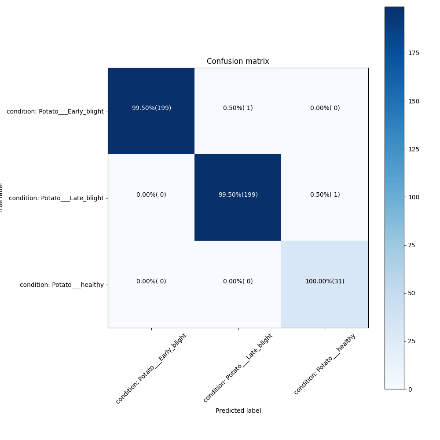 Confusion matrix
condition: Potato___Early_blight
99.50%(199)
0.50%( 1)
0.00%( 0)
condition: Potato___Late_blight
0.00%( 0)
99.50%(199)
0.50%( 1)
condition: Potato___healthy
0.00%( 0)
0.00%( 0)
100.00%(31)
condition: Potato___Early_blight
condition: Potato___Late_blight
condition: Potato___healthy
Predicted label
175
150
125
100
75
50
25
0